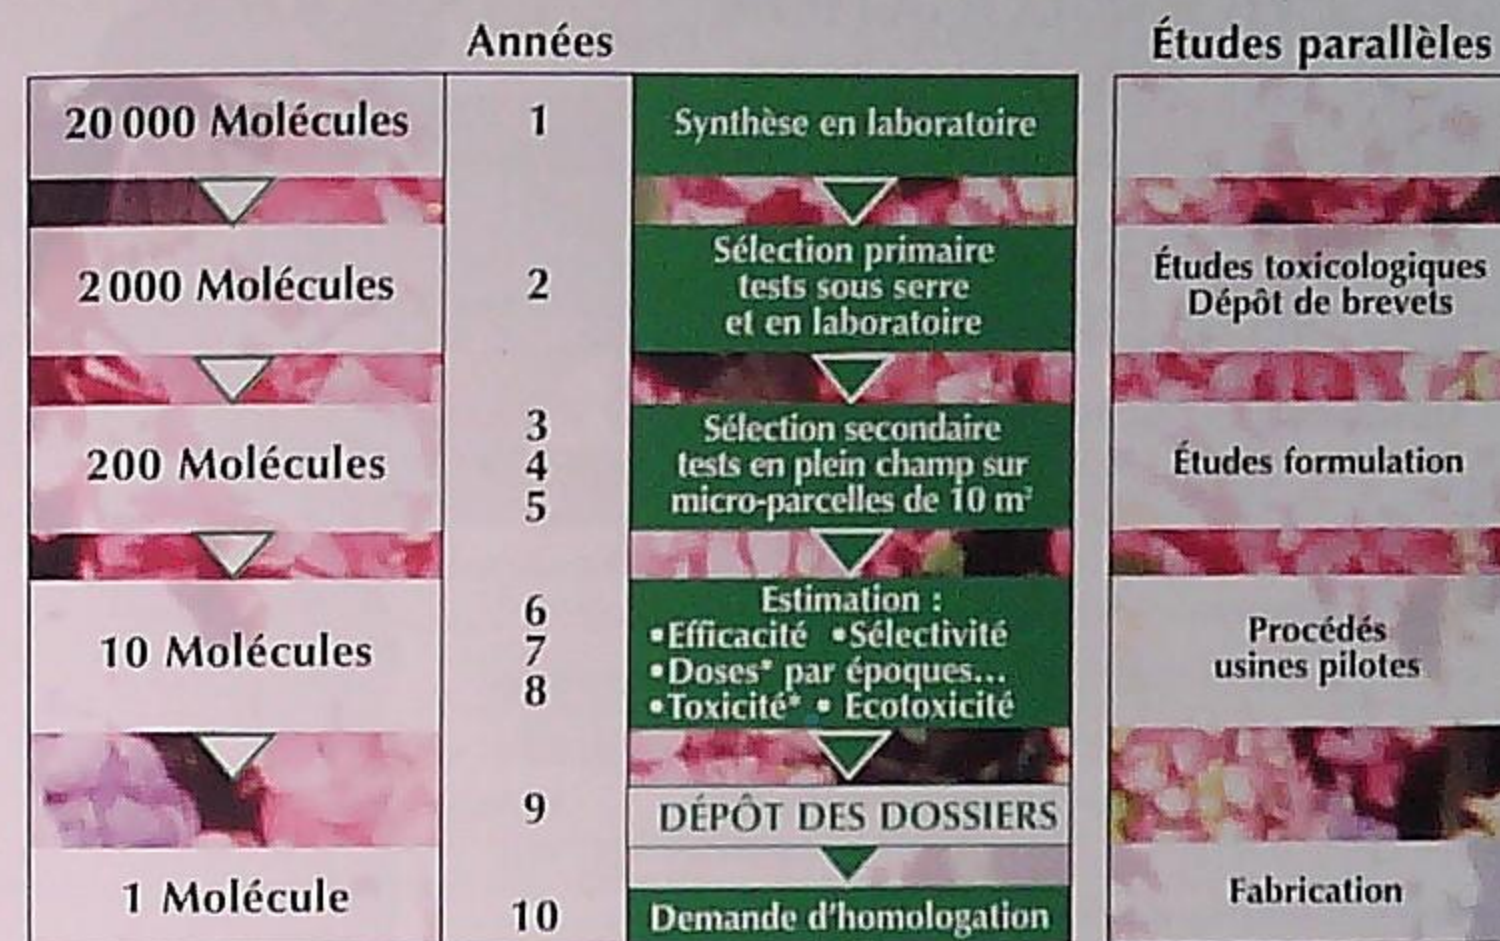 Années
Études parallèles
20 000 Molécules
1
Synthèse en laboratoire
2 000 Molécules
2
Sélection primaire
tests sous serre
et en laboratoire
Études toxicologiques
Dépôt de brevets
200 Molécules
3
4
5
Sélection secondaire
tests en plein champ sur
micro-parcelles de 10 m²
Études formulation
10 Molécules
6
7
8
Estimation :
•Efficacité •Sélectivité
•Doses* par époques...
•Toxicité* • Ecotoxicité
Procédés
usines pilotes
9
DÉPÔT DES DOSSIERS
1 Molécule
10
Demande d'homologation
Fabrication